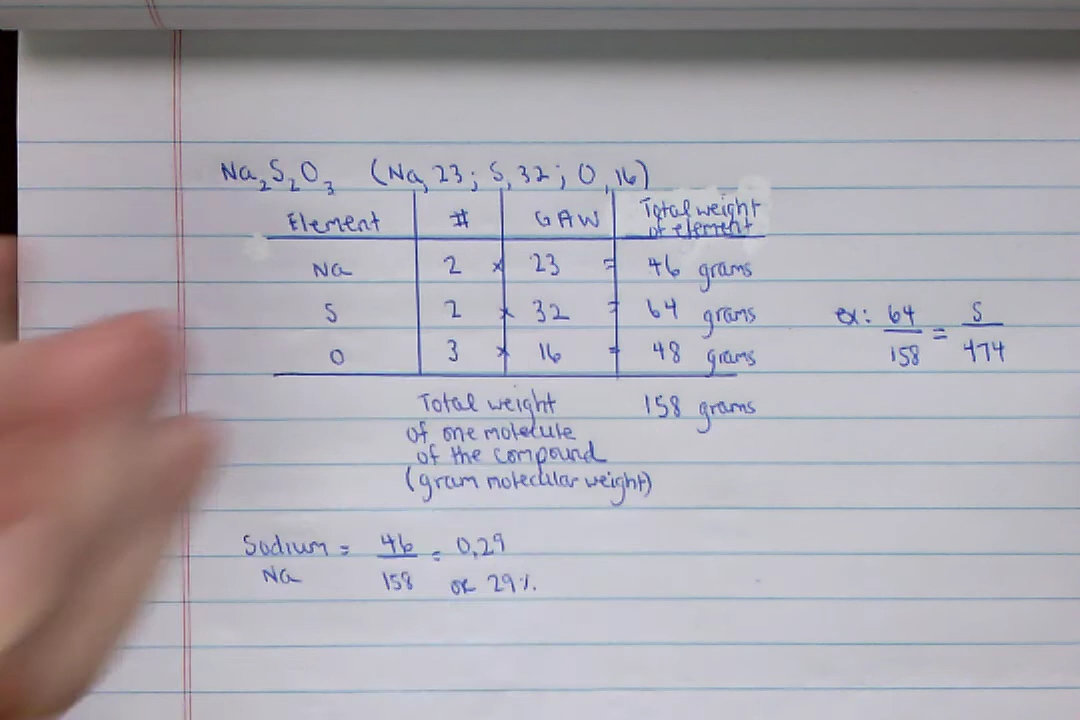 Na2S2O3 (Na, 23; S, 32; O, 16)
Element # GAW Total weight of element
Na 2 × 23 = 46 grams
S 2 × 32 = 64 grams
O 3 × 16 = 48 grams
ex: 64/158 = S/474
Total weight 158 grams
of one molecule
of the compound
(gram molecular weight)
Sodium = 46/158 = 0,29
Na or 29%.